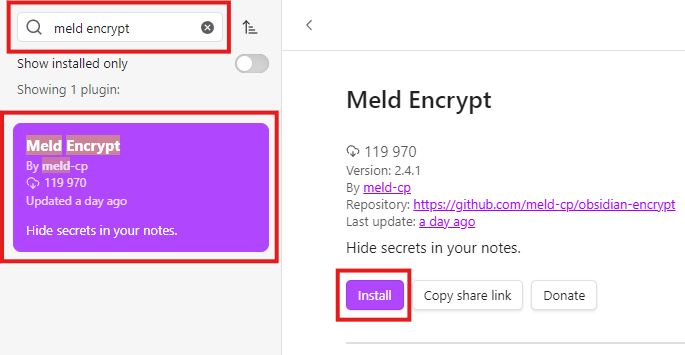 meld encrypt
Show installed only
Showing 1 plugin:
Meld Encrypt
By meld-cp
119 970
Updated a day ago
Hide secrets in your notes.
Meld Encrypt
119 970
Version: 2.4.1
By meld-cp
Repository: https://github.com/meld-cp/obsidian-encrypt
Last update: a day ago
Hide secrets in your notes.
Install Copy share link Donate